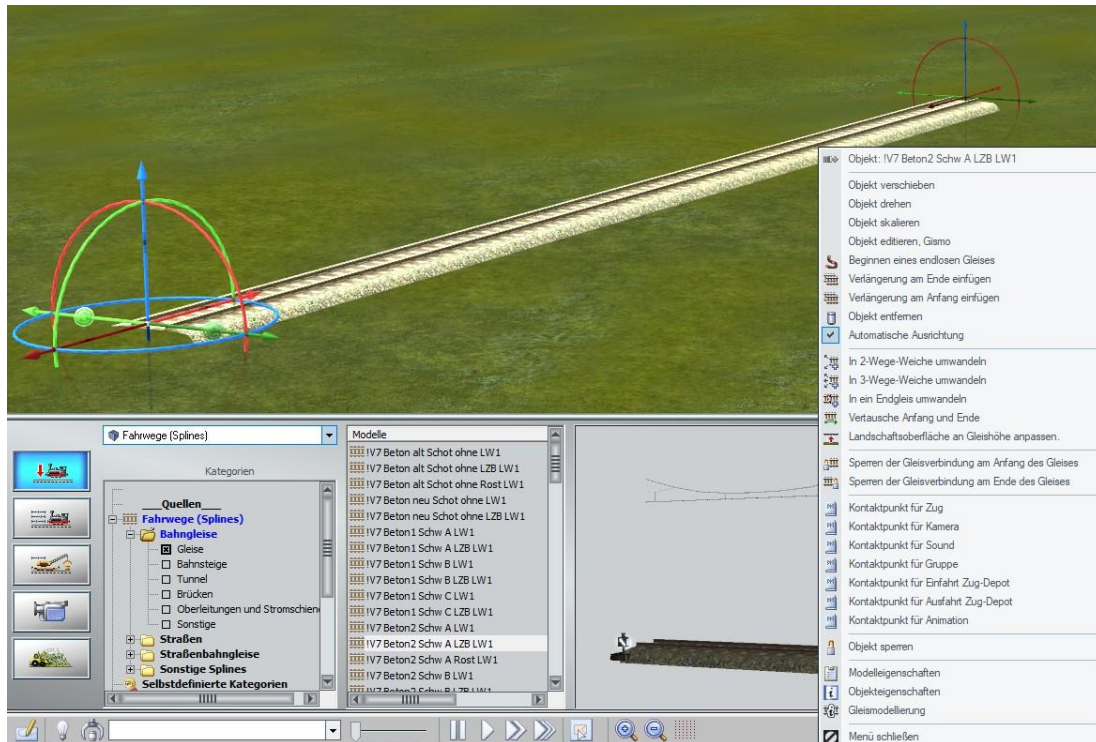 Objekt: !V7 Beton2 Schw A LZB LW1
Objekt verschieben
Objekt drehen
Objekt skalieren
Objekt editieren, Gismo
Beginnen eines endlosen Gleises
Verlängerung am Ende einfügen
Verlängerung am Anfang einfügen
Objekt entfernen
Automatische Ausrichtung
In 2-Wege-Weiche umwandeln
In 3-Wege-Weiche umwandeln
In ein Endgleis umwandeln
Vertausche Anfang und Ende
Landschaftsoberfläche an Gleishöhe anpassen.
Sperren der Gleisverbindung am Anfang des Gleises
Sperren der Gleisverbindung am Ende des Gleises
Kontaktpunkt für Zug
Kontaktpunkt für Kamera
Kontaktpunkt für Sound
Kontaktpunkt für Gruppe
Kontaktpunkt für Einfahrt Zug-Depot
Kontaktpunkt für Ausfahrt Zug-Depot
Kontaktpunkt für Animation
Objekt sperren
Modelleigenschaften
Objekteigenschaften
Gleismodellierung
Menü schließen
Fahrwege (Splines)
Kategorien
___Quellen___
Fahrwege (Splines)
Bahngleise
Gleise
Bahnsteige
Tunnel
Brücken
Oberleitungen und Stromschien
Sonstige
Straßen
Straßenbahngleise
Sonstige Splines
Selbstdefinierte Kategorien
Modelle
!V7 Beton alt Schot ohne LW1
!V7 Beton alt Schot ohne LZB LW1
!V7 Beton alt Schot ohne Rost LW1
!V7 Beton neu Schot ohne LW1
!V7 Beton neu Schot ohne LZB LW1
!V7 Beton1 Schw A LW1
!V7 Beton1 Schw A LZB LW1
!V7 Beton1 Schw B LW1
!V7 Beton1 Schw B LZB LW1
!V7 Beton1 Schw C LW1
!V7 Beton1 Schw C LZB LW1
!V7 Beton2 Schw A LW1
!V7 Beton2 Schw A LZB LW1
!V7 Beton2 Schw A Rost LW1
!V7 Beton2 Schw B LW1
!V7 Beton2 Schw B LZB LW1